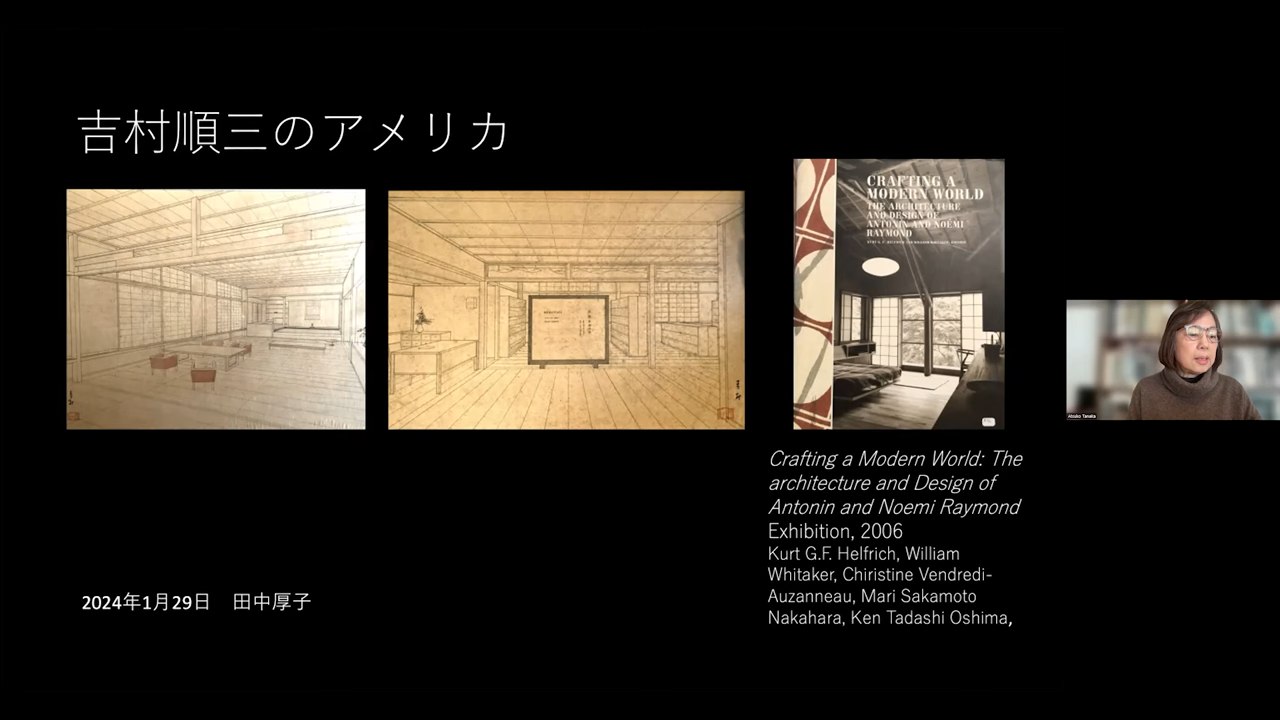 吉村順三のアメリカ
CRAFTING A
MODERN WORLD
THE ARCHITECTURE
AND DESIGN OF
ANTONIN AND NOÉMI
RAYMOND
Atsuko Tanaka
Crafting a Modern World: The
architecture and Design of
Antonin and Noemi Raymond
Exhibition, 2006
Kurt G.F. Helfrich, William
Whitaker, Chiristine Vendredi-
Auzanneau, Mari Sakamoto
Nakahara, Ken Tadashi Oshima,
2024年1月29日 田中厚子